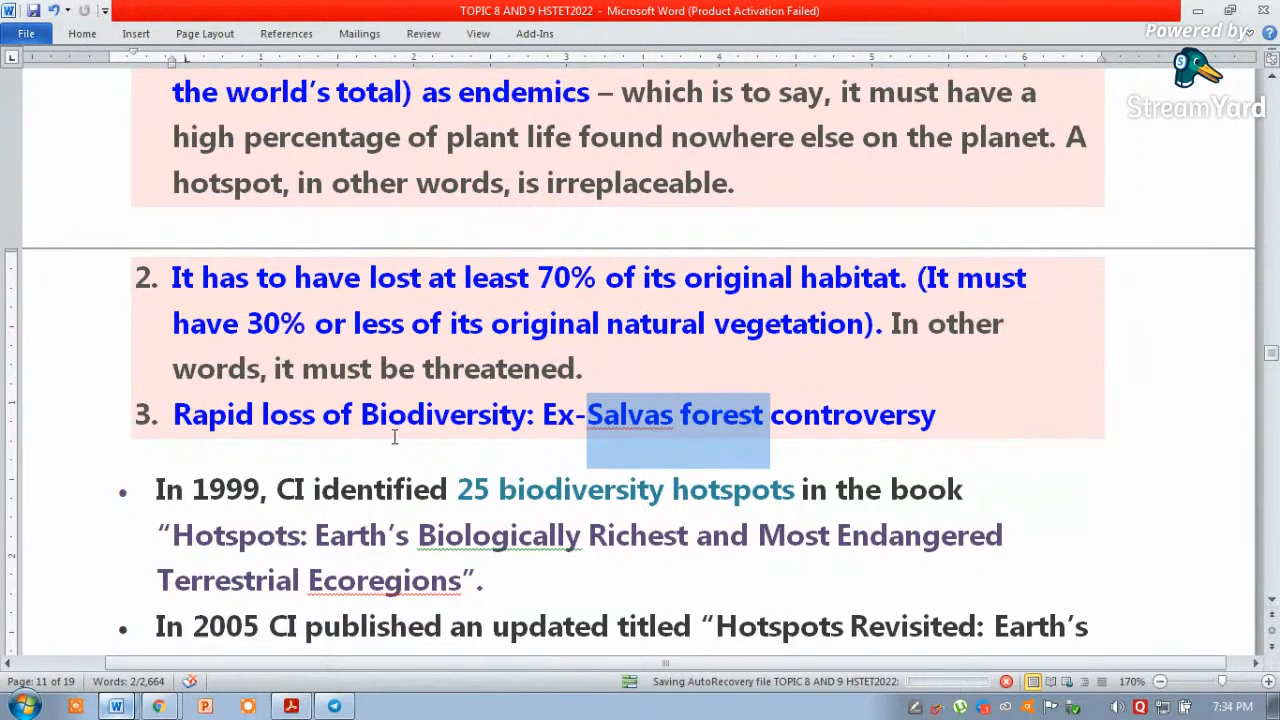 TOPIC 8 AND 9 HSTET2022 - Microsoft Word (Product Activation Failed)
File Home Insert Page Layout References Mailings Review View Add-Ins
Powered by
StreamYard
1 2 3 4 5 6
the world's total) as endemics – which is to say, it must have a
high percentage of plant life found nowhere else on the planet. A
hotspot, in other words, is irreplaceable.
2. It has to have lost at least 70% of its original habitat. (It must
have 30% or less of its original natural vegetation). In other
words, it must be threatened.
3. Rapid loss of Biodiversity: Ex-Salvas forest controversy
• In 1999, CI identified 25 biodiversity hotspots in the book
“Hotspots: Earth's Biologically Richest and Most Endangered
Terrestrial Ecoregions”.
• In 2005 CI published an updated titled “Hotspots Revisited: Earth's
Page: 11 of 19 Words: 2/2,664 Saving AutoRecovery file TOPIC 8 AND 9 HSTET2022: 170%
7:34 PM